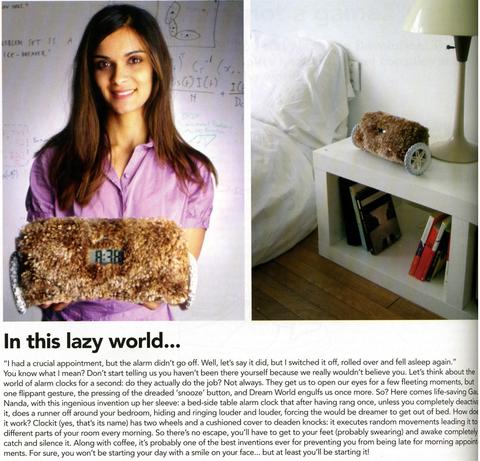 In this lazy world...
"I had a crucial appointment, but the alarm didn't go off. Well, let's say it did, but I switched it off, rolled over and fell asleep again."
You know what I mean? Don't start telling us you haven't been there yourself because we really wouldn't believe you. Let's think about the
world of alarm clocks for a second: do they actually do the job? Not always. They get us to open our eyes for a few fleeting moments, but
one flippant gesture, the pressing of the dreaded 'snooze' button, and Dream World engulfs us once more. So? Here comes life-saving
Nanda, with this ingenious invention up her sleeve: a bed-side table alarm clock that after having rang once, unless you completely
it, does a runner off around your bedroom, hiding and ringing louder and louder, forcing the would be dreamer to get out of bed. How
it work? Clockit (yes, that's its name) has two wheels and a cushioned cover to deaden knocks: it executes random movements leading it to
different parts of your room every morning. So there's no escape, you'll have to get to your feet (probably swearing) and awake completely
catch and silence it. Along with coffee, it's probably one of the best inventions ever for preventing you from being late for morning
ments. For sure, you won't be starting your day with a smile on your face... but at least you'll be starting it!